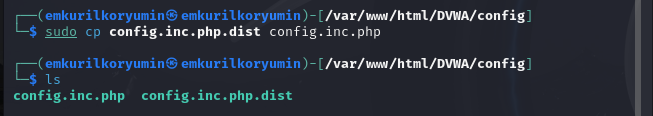 ┌──(emkurilkoryumin㉿emkurilkoryumin)-[/var/www/html/DVWA/config]
└─$ sudo cp config.inc.php.dist config.inc.php
┌──(emkurilkoryumin㉿emkurilkoryumin)-[/var/www/html/DVWA/config]
└─$ ls
config.inc.php  config.inc.php.dist